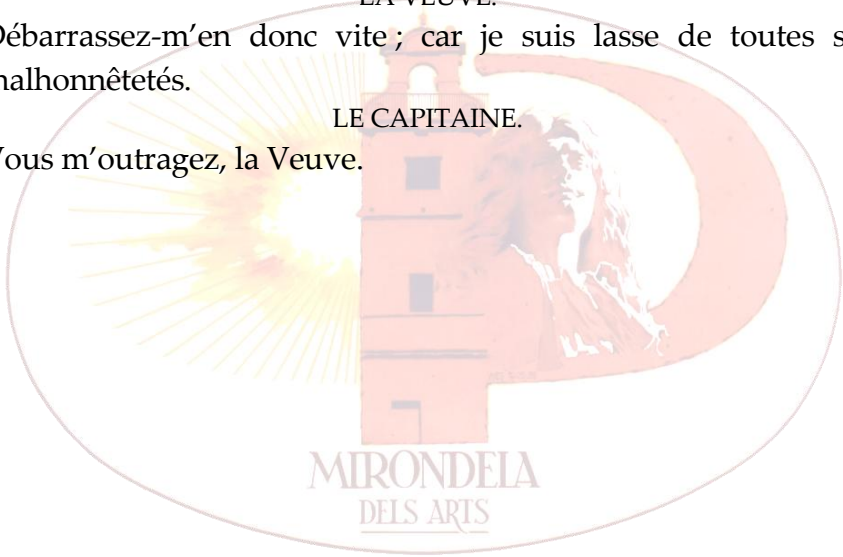 LA VEUVE.
Débarrassez-m'en donc vite ; car je suis lasse de toutes s
malhonnêtetés.
LE CAPITAINE.
Vous m'outragez, la Veuve.
MIRONDELA
DELS ARTS